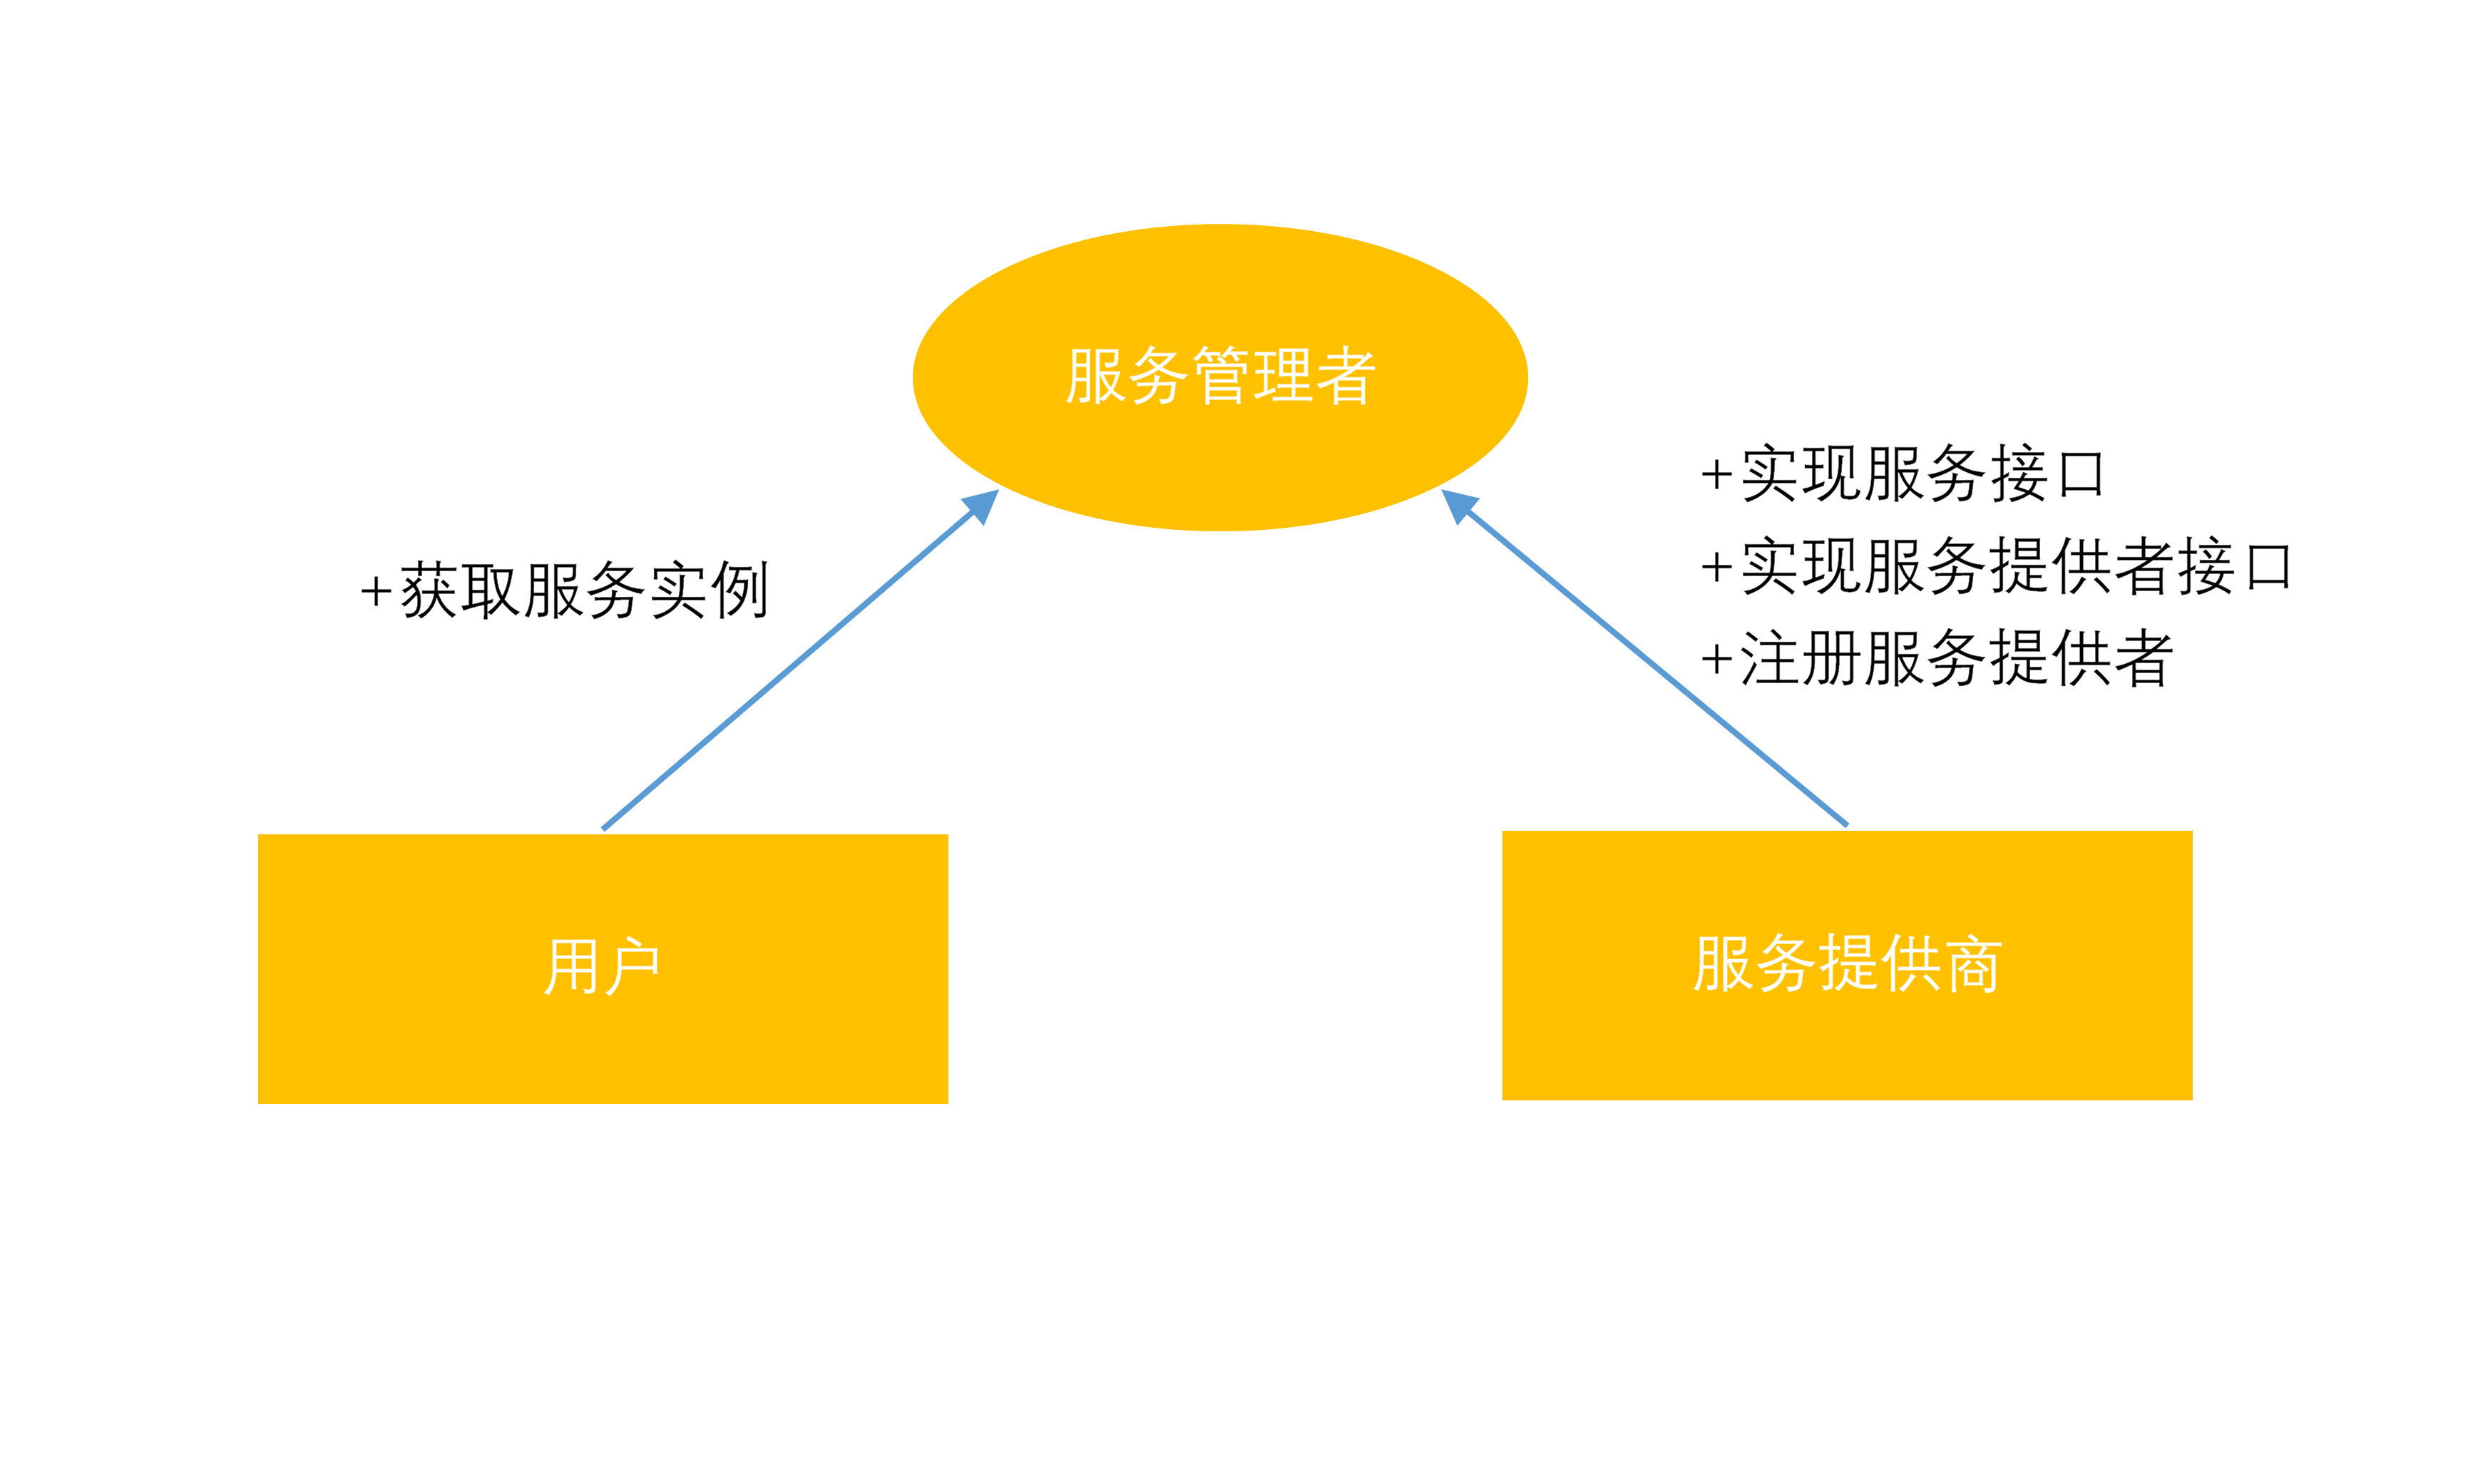 服务管理者
+实现服务接口
+实现服务提供者接口
+获取服务实例
+注册服务提供者
用户
服务提供商